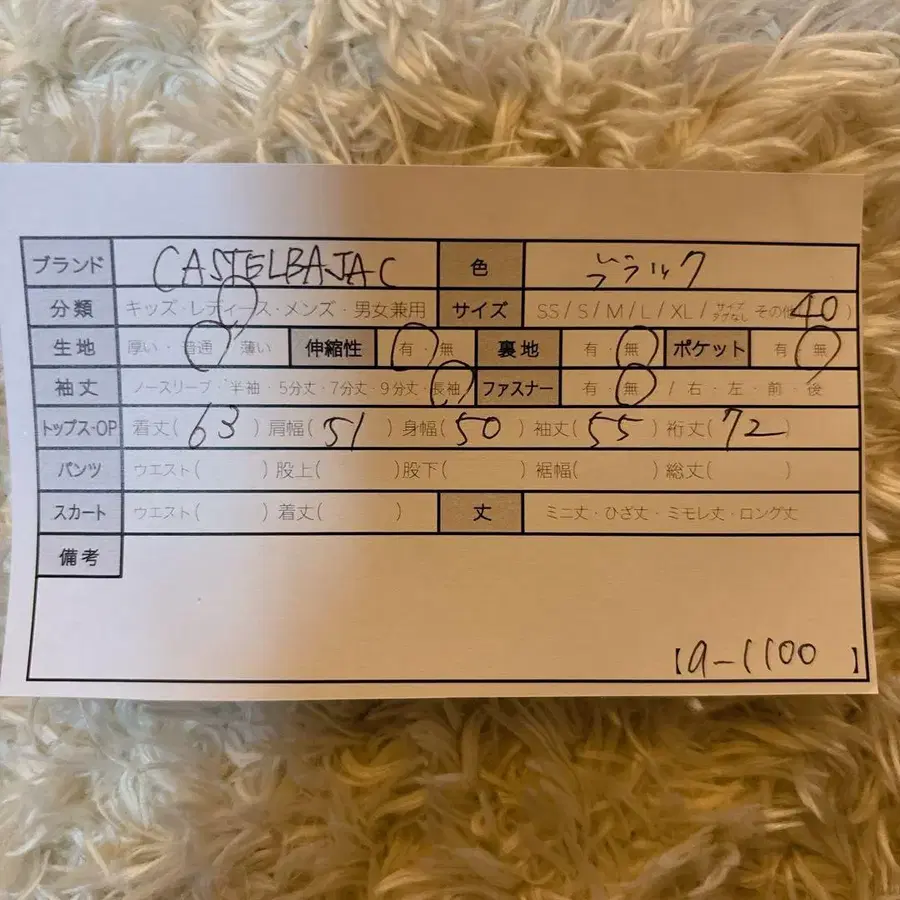 ブランド CASTELBAJAC 色 ブラック
分類 キッズ・レディース・メンズ・男女兼用 サイズ SS / S / M / L / XL / サイズタグなし その他 40 )
生地 厚い・普通・薄い 伸縮性 有・無 裏地 有・無 ポケット 有・無
袖丈 ノースリーブ・半袖・5分丈・7分丈・9分丈・長袖 ファスナー 有・無 / 右・左・前・後
トップス・OP 着丈( 63 ) 肩幅( 51 ) 身幅( 50 ) 袖丈( 55 ) 裄丈( 72 )
パンツ ウエスト( ) 股上( ) 股下( ) 裾幅( ) 総丈( )
スカート ウエスト( ) 着丈( ) 丈 ミニ丈・ひざ丈・ミモレ丈・ロング丈
備考
【a-1100 】